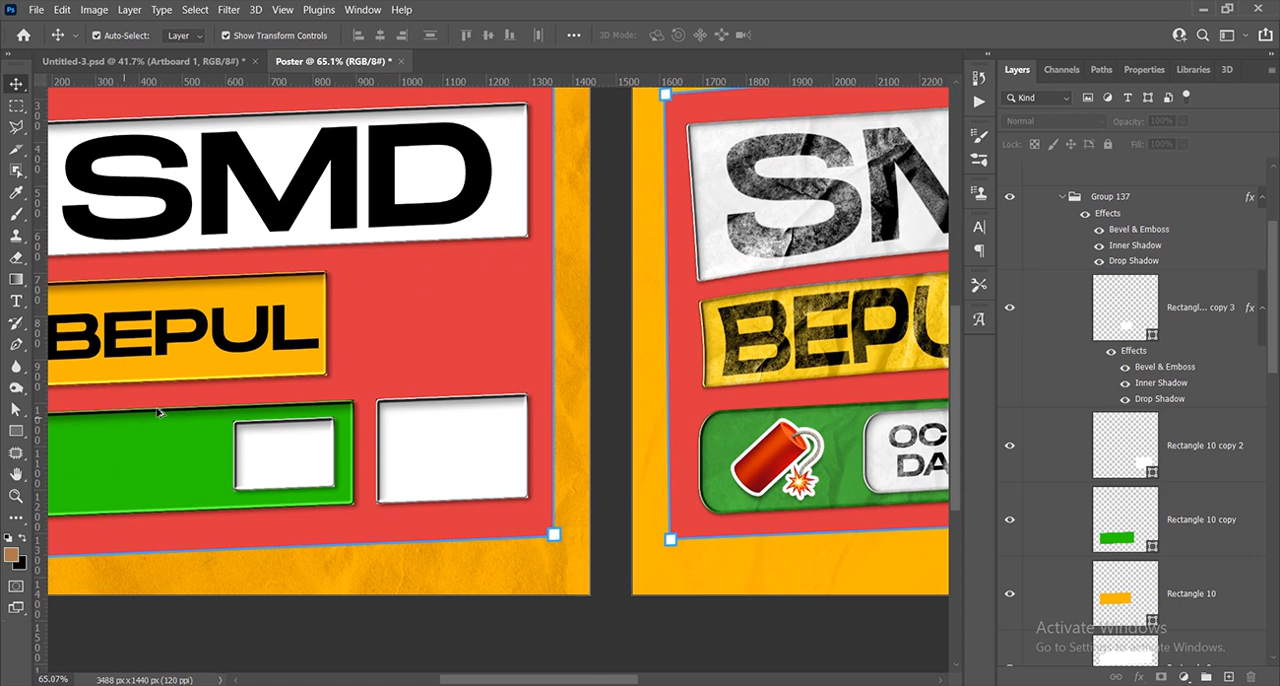 File Edit Image Layer Type Select Filter 3D View Plugins Window Help
Auto-Select: Layer Show Transform Controls 3D Mode:
Untitled-3.psd @ 41.7% (Artboard 1, RGB/8#) * Poster @ 65.1% (RGB/8#) *
200 300 400 500 600 700 800 900 1000 1100 1200 1300 1400 1500 1600 1700 1800 1900 2000 2100 2200
SMD
BEPUL
SM
BEPU
OC
DA
Layers Channels Paths Properties Libraries 3D
Kind
Normal Opacity: 100%
Lock: Fill: 100%
Group 137 fx
Effects
Bevel & Emboss
Inner Shadow
Drop Shadow
Rectangl... copy 3 fx
Effects
Bevel & Emboss
Inner Shadow
Drop Shadow
Rectangle 10 copy 2
Rectangle 10 copy
Rectangle 10
Activate Windows
Go to Settings to activate Windows.
65.07% 3488 px x 1440 px (120 ppi)